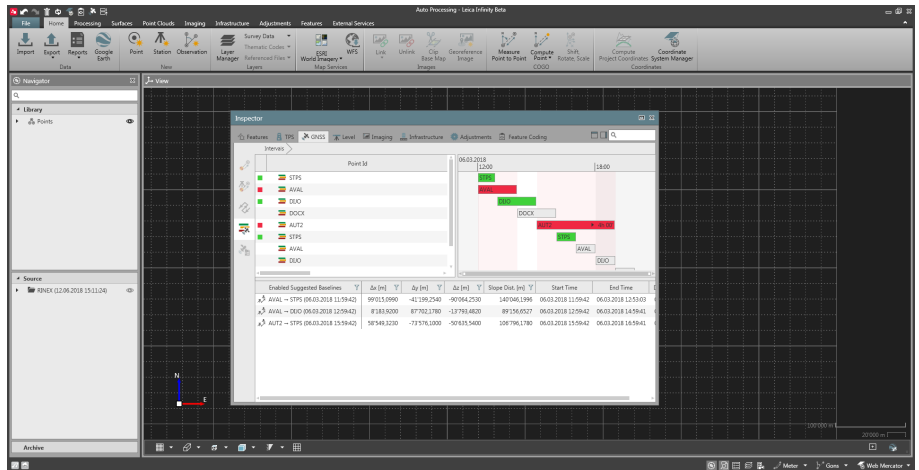 Auto Processing - Leica Infinity Beta
File Home Processing Surfaces Point Clouds Imaging Infrastructure Adjustments Features External Services
Import Export Reports Google Earth
Data
Point Station Observation
New
Layer Manager
Survey Data
Thematic Codes
Referenced Files
Layers
ESRI World Imagery WFS
Map Services
Link Unlink Clip Base Map Georeference Image
Images
Measure Point to Point Compute Point Shift, Rotate, Scale
COGO
Compute Project Coordinates Coordinate System Manager
Coordinates
Navigator
View
Library
Points
Inspector
Features TPS GNSS Level Imaging Infrastructure Adjustments Feature Coding
Intervals
Point Id
06.03.2018
12:00 18:00
STPS STPS
AVAL AVAL
DIJO DIJO
DOCX DOCX
AUT2 AUT2
STPS STPS
AVAL AVAL
DIJO DIJO
Source
RINEX (12.06.2018 15:11:24)
Enabled Suggested Baselines Δx [m] Δy [m] Δz [m] Slope Dist. [m] Start Time End Time
AVAL → STPS (06.03.2018 11:59:42) 99'015,0990 -41'199,2540 -90'064,2530 140'046,1996 06.03.2018 11:59:42 06.03.2018 12:53:03
AVAL → DIJO (06.03.2018 12:59:42) 8'183,9200 87'702,1780 -13'793,4820 89'156,6527 06.03.2018 12:59:42 06.03.2018 14:59:41
AUT2 → STPS (06.03.2018 15:59:42) 58'549,3230 -73'576,1000 -50'635,5400 106'796,1780 06.03.2018 15:59:42 06.03.2018 16:59:41
N
E
100'000 m
20'000 m
Archive
Meter Gons Web Mercator